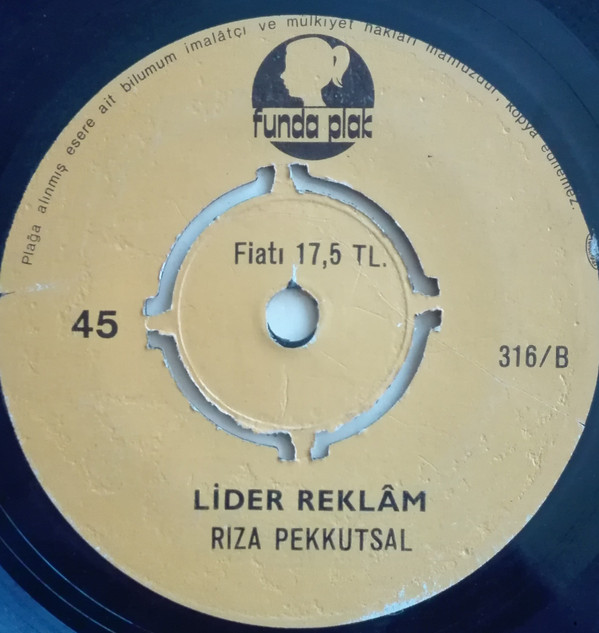 Plağa alınmış esere ait bilumum imalâtçı ve mülkiyet hakları mahfuzdur, kopya edilemez.
funda plak
Fiatı 17,5 TL.
45
316/B
LİDER REKLÂM
RIZA PEKKUTSAL